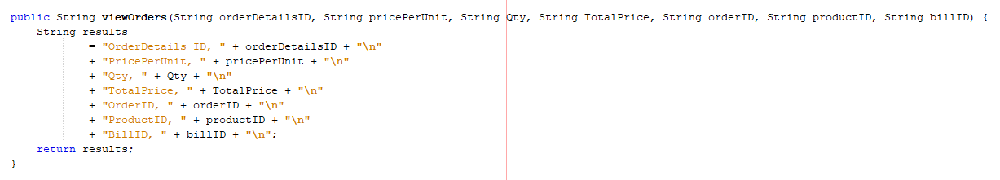 public String viewOrders(String orderDetailsID, String pricePerUnit, String Qty, String TotalPrice, String orderID, String productID, String billID) {
String results
= "OrderDetails ID, " + orderDetailsID + "\n"
+ "PricePerUnit, " + pricePerUnit + "\n"
+ "Qty, " + Qty + "\n"
+ "TotalPrice, " + TotalPrice + "\n"
+ "OrderID, " + orderID + "\n"
+ "ProductID, " + productID + "\n"
+ "BillID, " + billID + "\n";
return results;
}